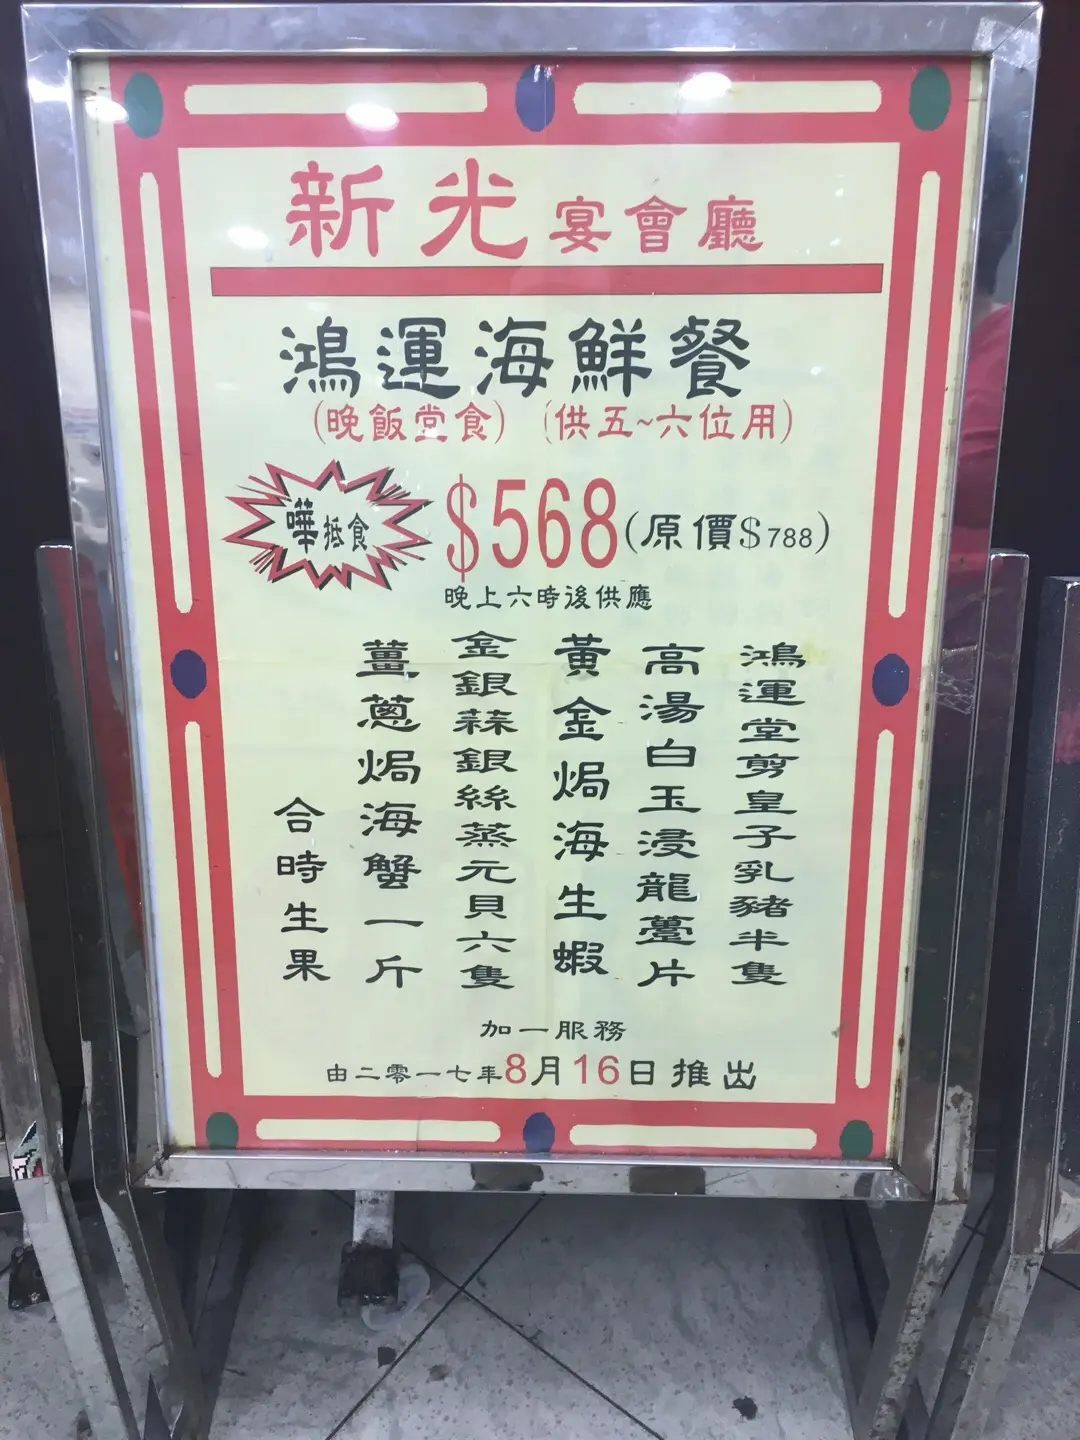 新光宴會廳
鴻運海鮮餐
(晚飯堂食) (供五~六位用)
嘩抵食
$568(原價$788)
晚上六時後供應
鴻運堂剪皇子乳豬半隻
高湯白玉浸龍躉片
黃金焗海生蝦
金銀蒜銀絲蒸元貝六隻
薑蔥焗海蟹一斤
合時生果
加一服務
由二零一七年8月16日推出